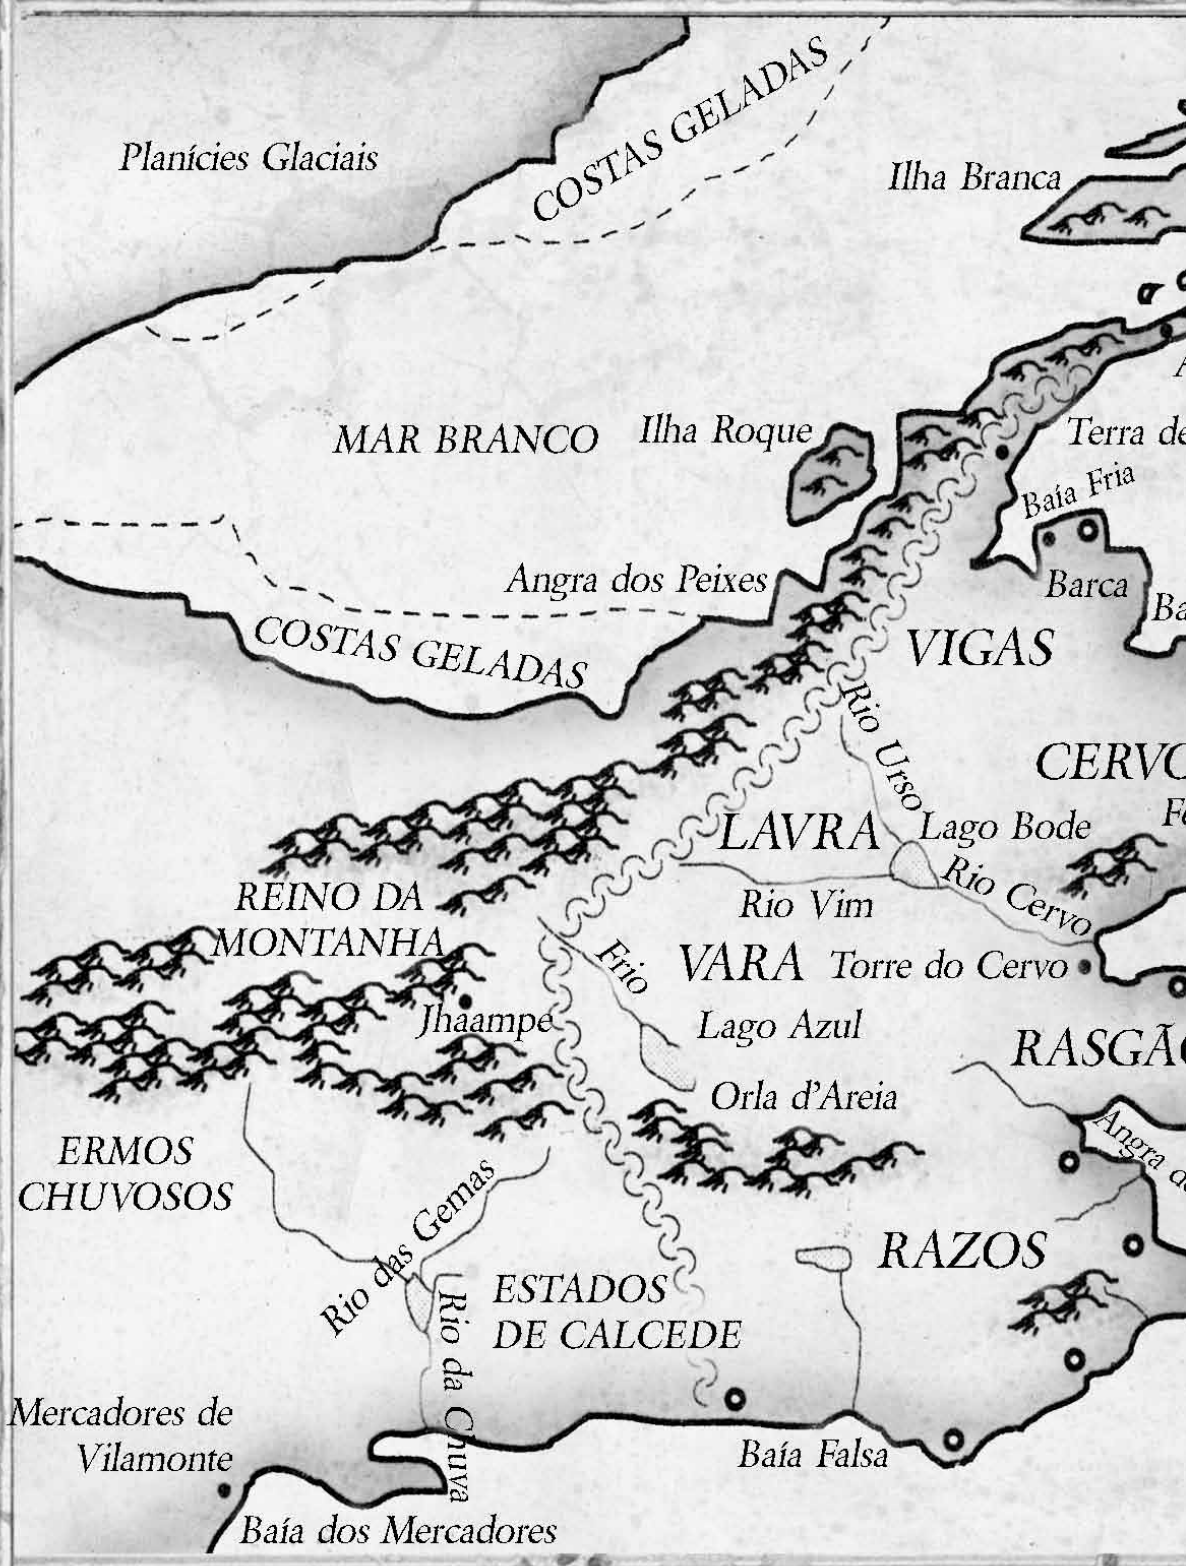 COSTAS GELADAS
Planícies Glaciais
Ilha Branca
MAR BRANCO
Ilha Roque
Terra de
Baía Fria
Angra dos Peixes
Barca
Ba
COSTAS GELADAS
VIGAS
Rio Urso
CERVO
LAVRA
Lago Bode
REINO DA
MONTANHA
Rio Vim
Rio Cervo
Frio
VARA
Torre do Cervo
Jhaampe
Lago Azul
RASGÃO
Orla d'Areia
Angra do
ERMOS
CHUVOSOS
Rio das Gemas
RAZOS
ESTADOS
DE CALCEDE
Rio da Chuva
Mercadores de
Vilamonte
Baía Falsa
Baía dos Mercadores